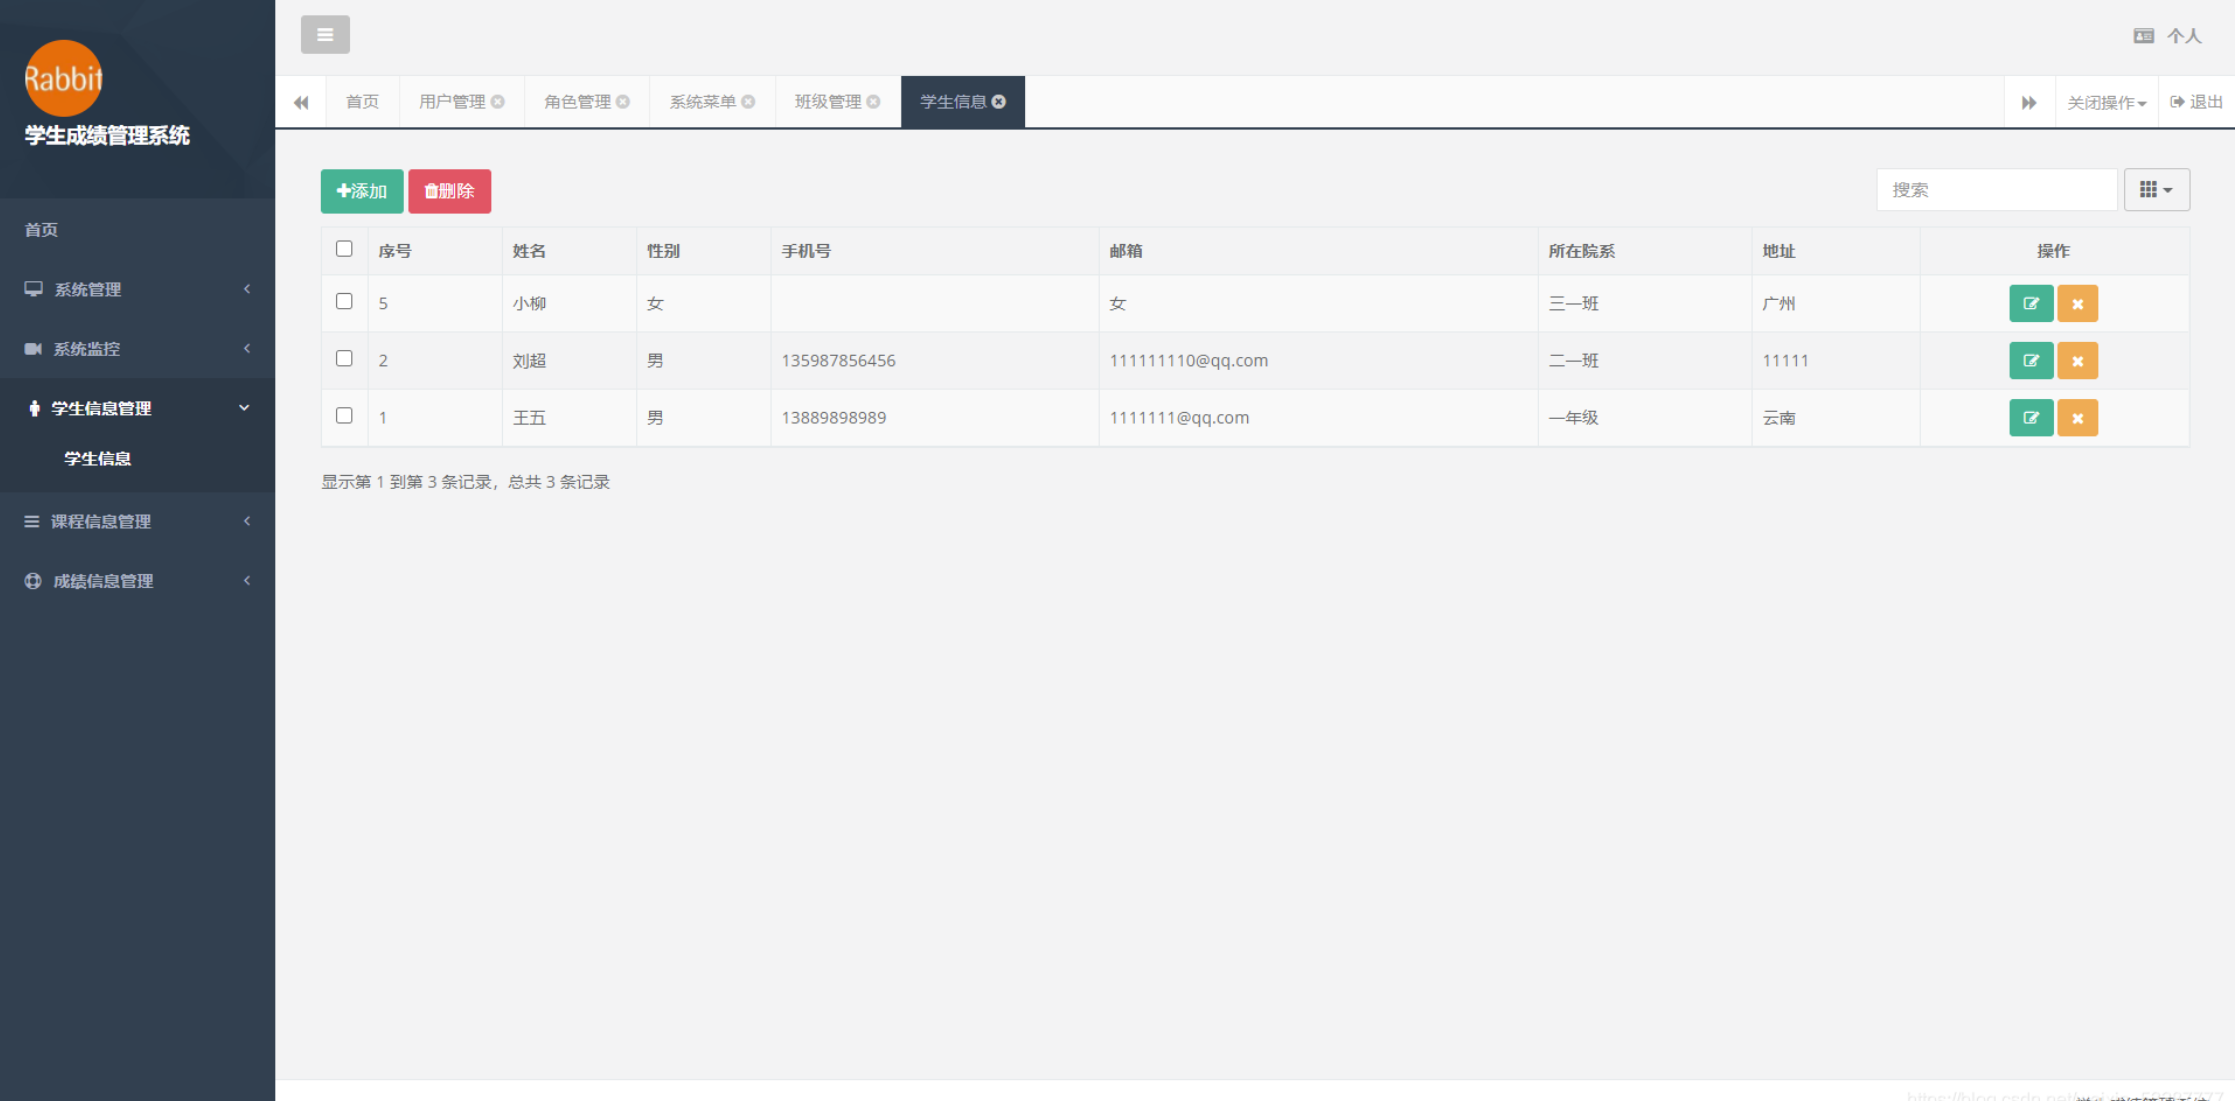 Rabbit
学生成绩管理系统
首页
系统管理
系统监控
学生信息管理
学生信息
课程信息管理
成绩信息管理
个人
首页 用户管理 角色管理 系统菜单 班级管理 学生信息 关闭操作 退出
添加 删除 搜索
序号 姓名 性别 手机号 邮箱 所在院系 地址 操作
5 小柳 女 女 三一班 广州
2 刘超 男 135987856456 111111110@qq.com 二一班 11111
1 王五 男 13889898989 1111111@qq.com 一年级 云南
显示第 1 到第 3 条记录，总共 3 条记录